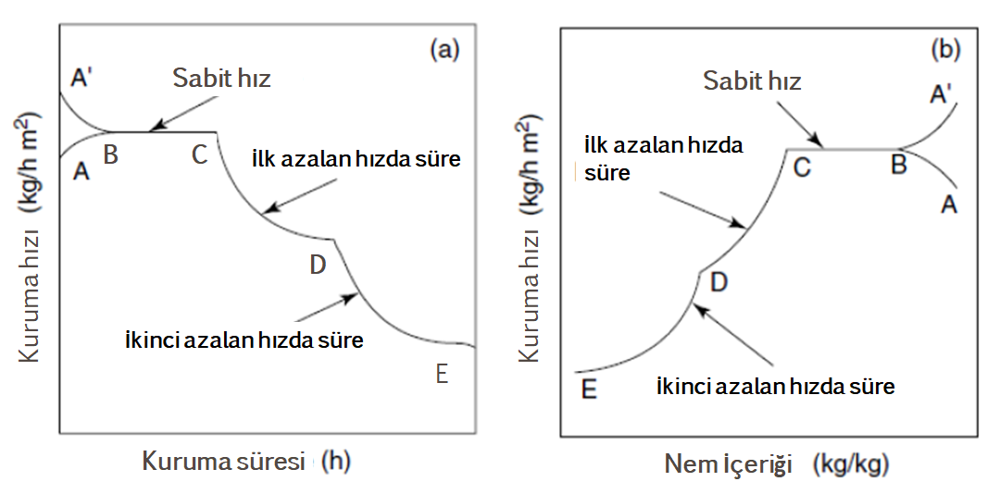 (a)
A'
Sabit hız
B
C
A
İlk azalan hızda süre
D
İkinci azalan hızda süre
E
Kuruma hızı (kg/h m²)
Kuruma süresi (h)
(b)
Sabit hız
A'
İlk azalan hızda
süre
C
B
A
D
E
İkinci azalan hızda süre
Kuruma hızı (kg/h m²)
Nem İçeriği (kg/kg)